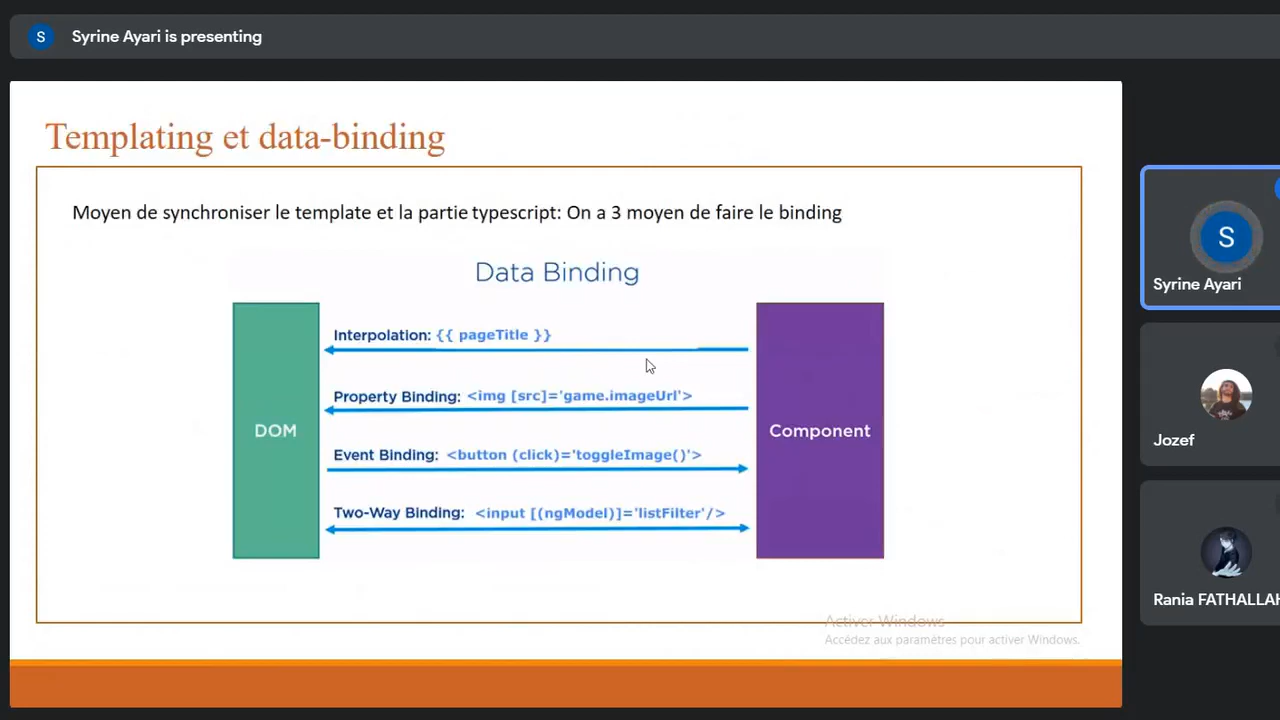 S
Syrine Ayari is presenting
Templating et data-binding
Moyen de synchroniser le template et la partie typescript: On a 3 moyen de faire le binding
Data Binding
Interpolation: {{ pageTitle }}
Property Binding: <img [src]='game.imageUrl'>
Event Binding: <button (click)='toggleImage()'>
Two-Way Binding: <input [(ngModel)]='listFilter'/>
DOM
Component
Activer Windows
Accédez aux paramètres pour activer Windows.
S
Syrine Ayari
Jozef
Rania FATHALLAH